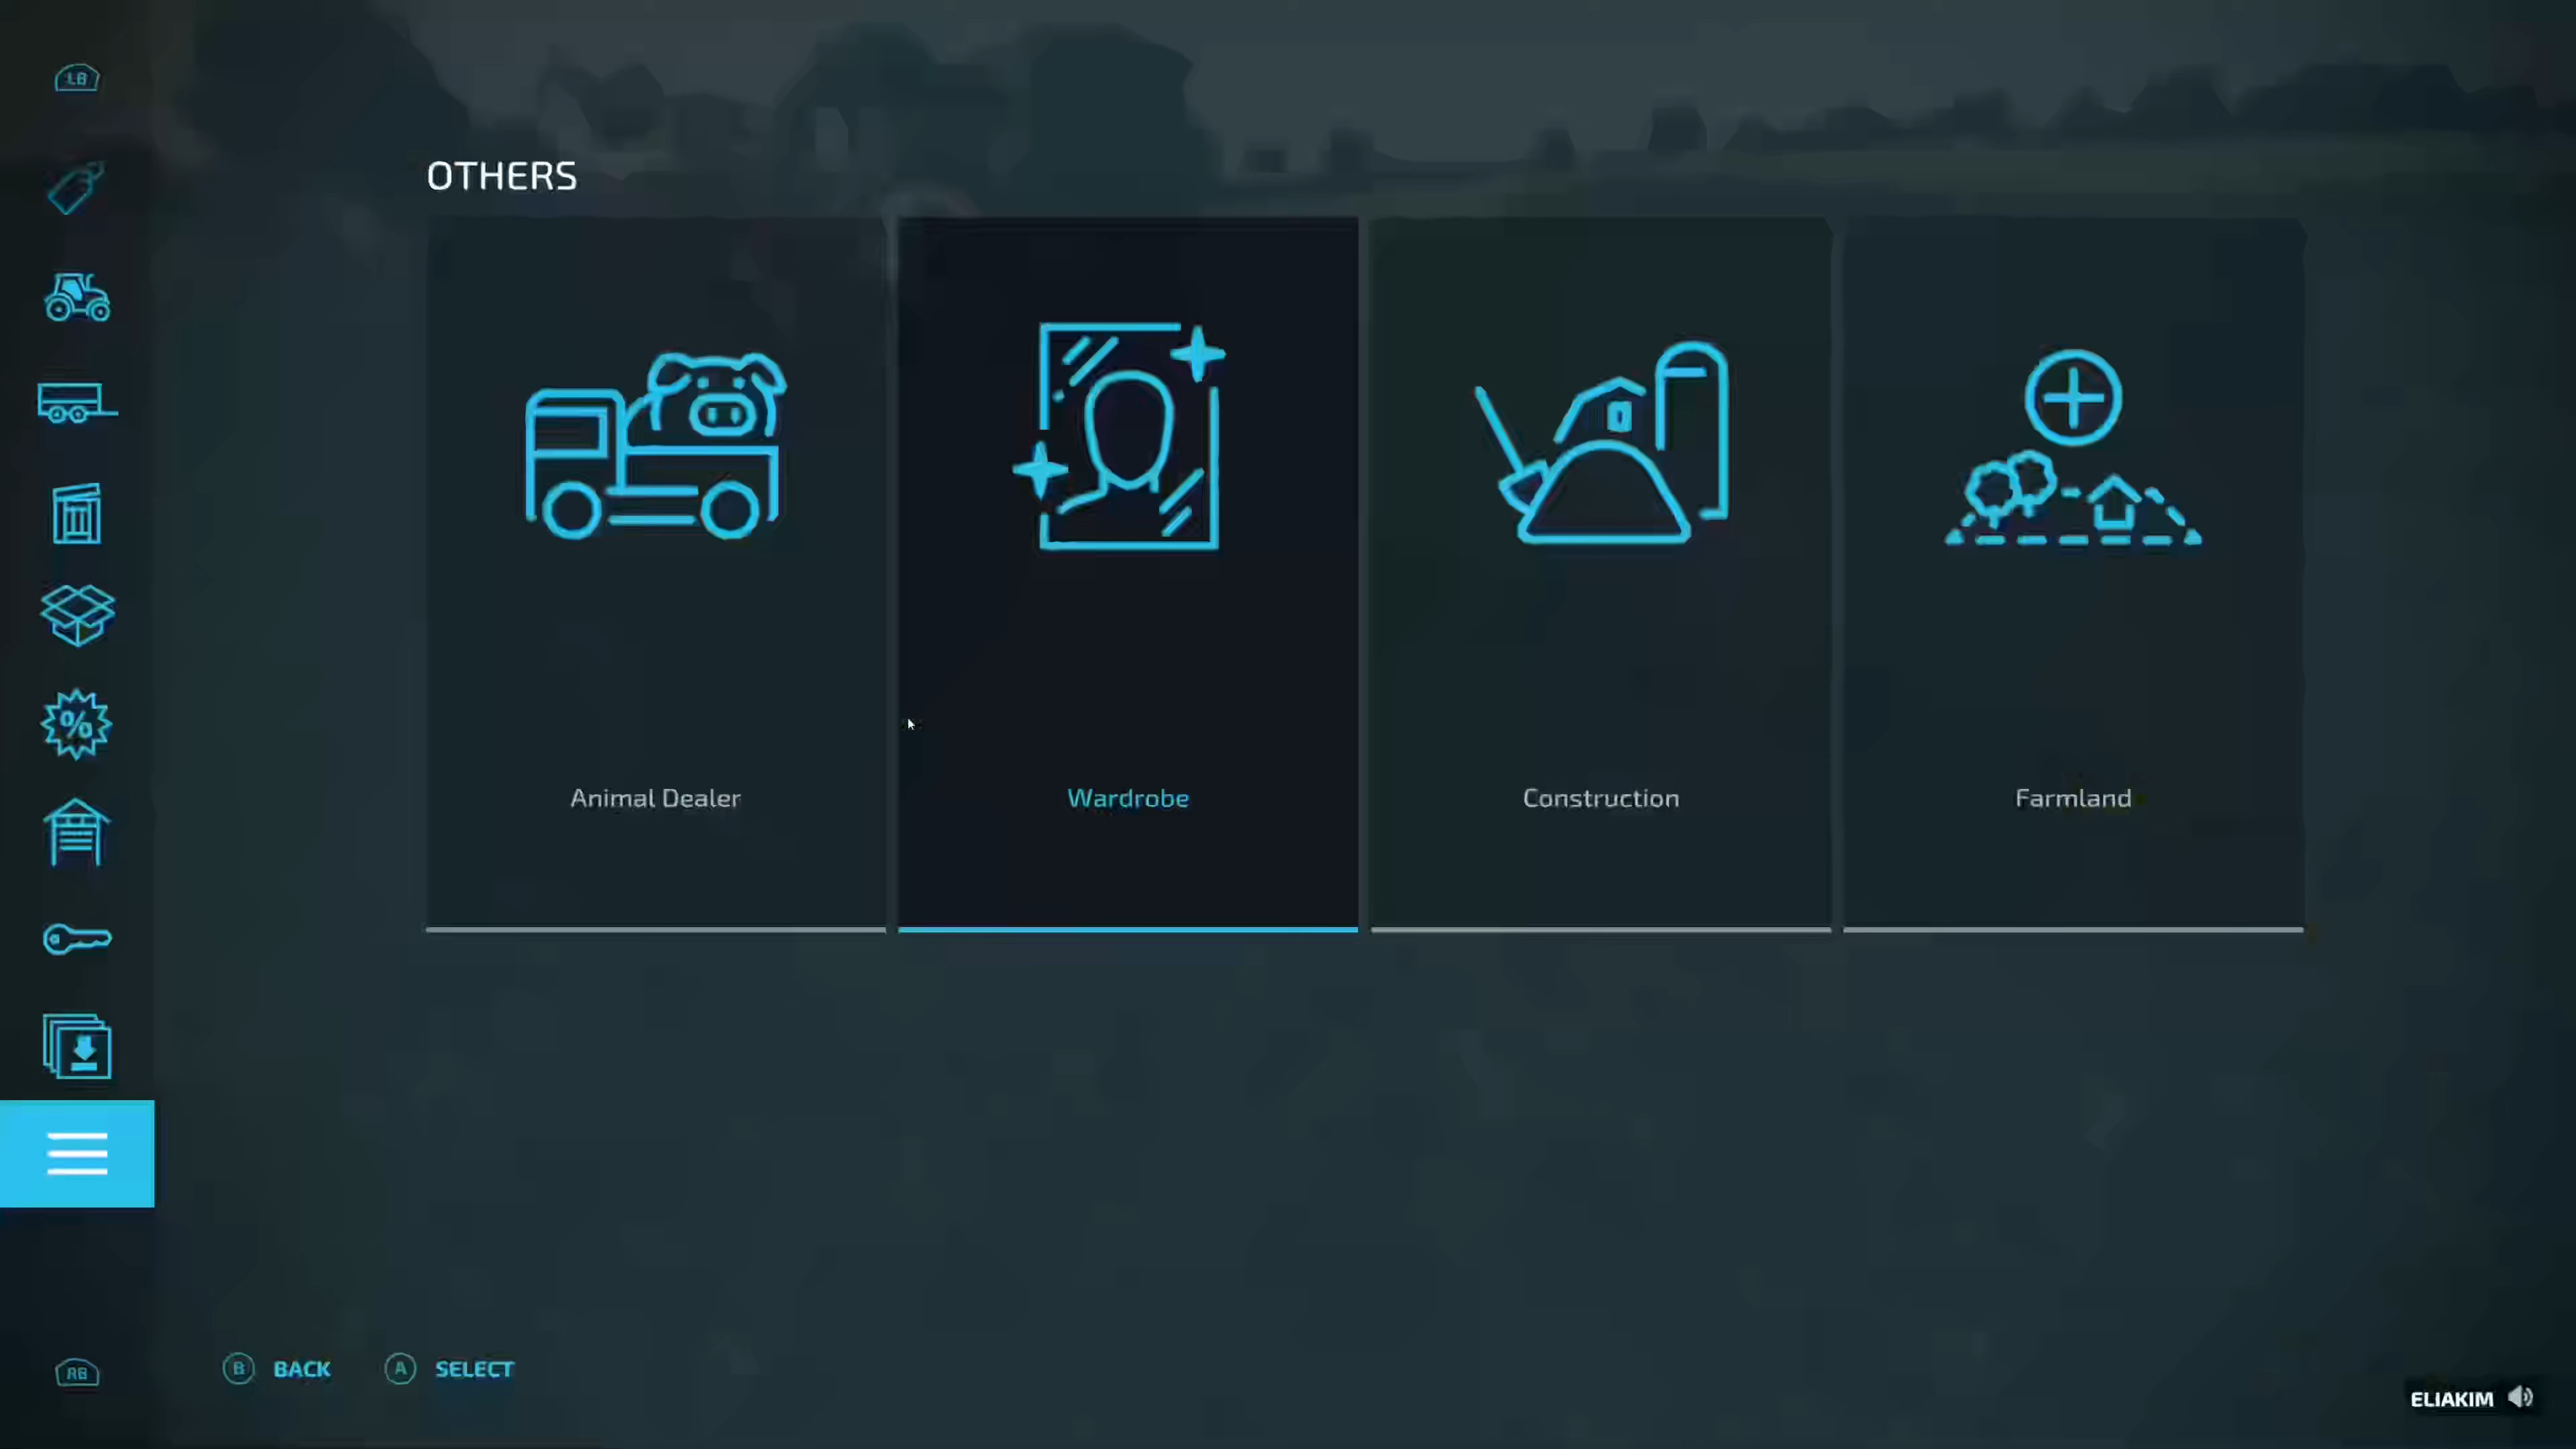 LB
OTHERS
Animal Dealer
Wardrobe
Construction
Farmland
%
RB
B BACK A SELECT
ELIAKIM